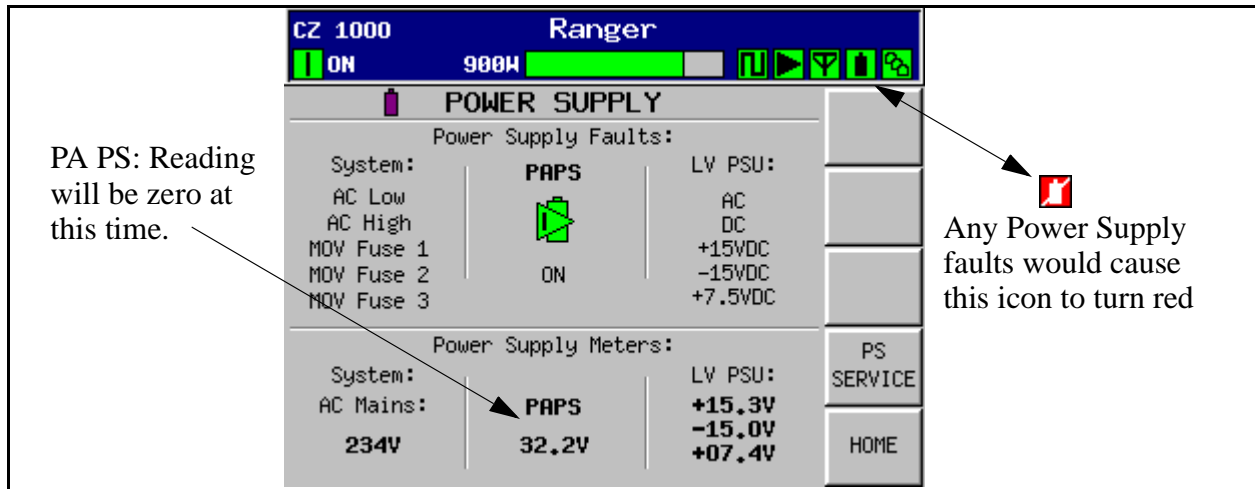 CZ 1000 Ranger
ON 900W
POWER SUPPLY
Power Supply Faults:
System:
AC Low
AC High
MOV Fuse 1
MOV Fuse 2
MOV Fuse 3
PAPS
ON
LV PSU:
AC
DC
+15VDC
-15VDC
+7.5VDC
Power Supply Meters:
System:
AC Mains:
234V
PAPS
32.2V
LV PSU:
+15.3V
-15.0V
+07.4V
PS
SERVICE
HOME
PA PS: Reading
will be zero at
this time.
Any Power Supply
faults would cause
this icon to turn red